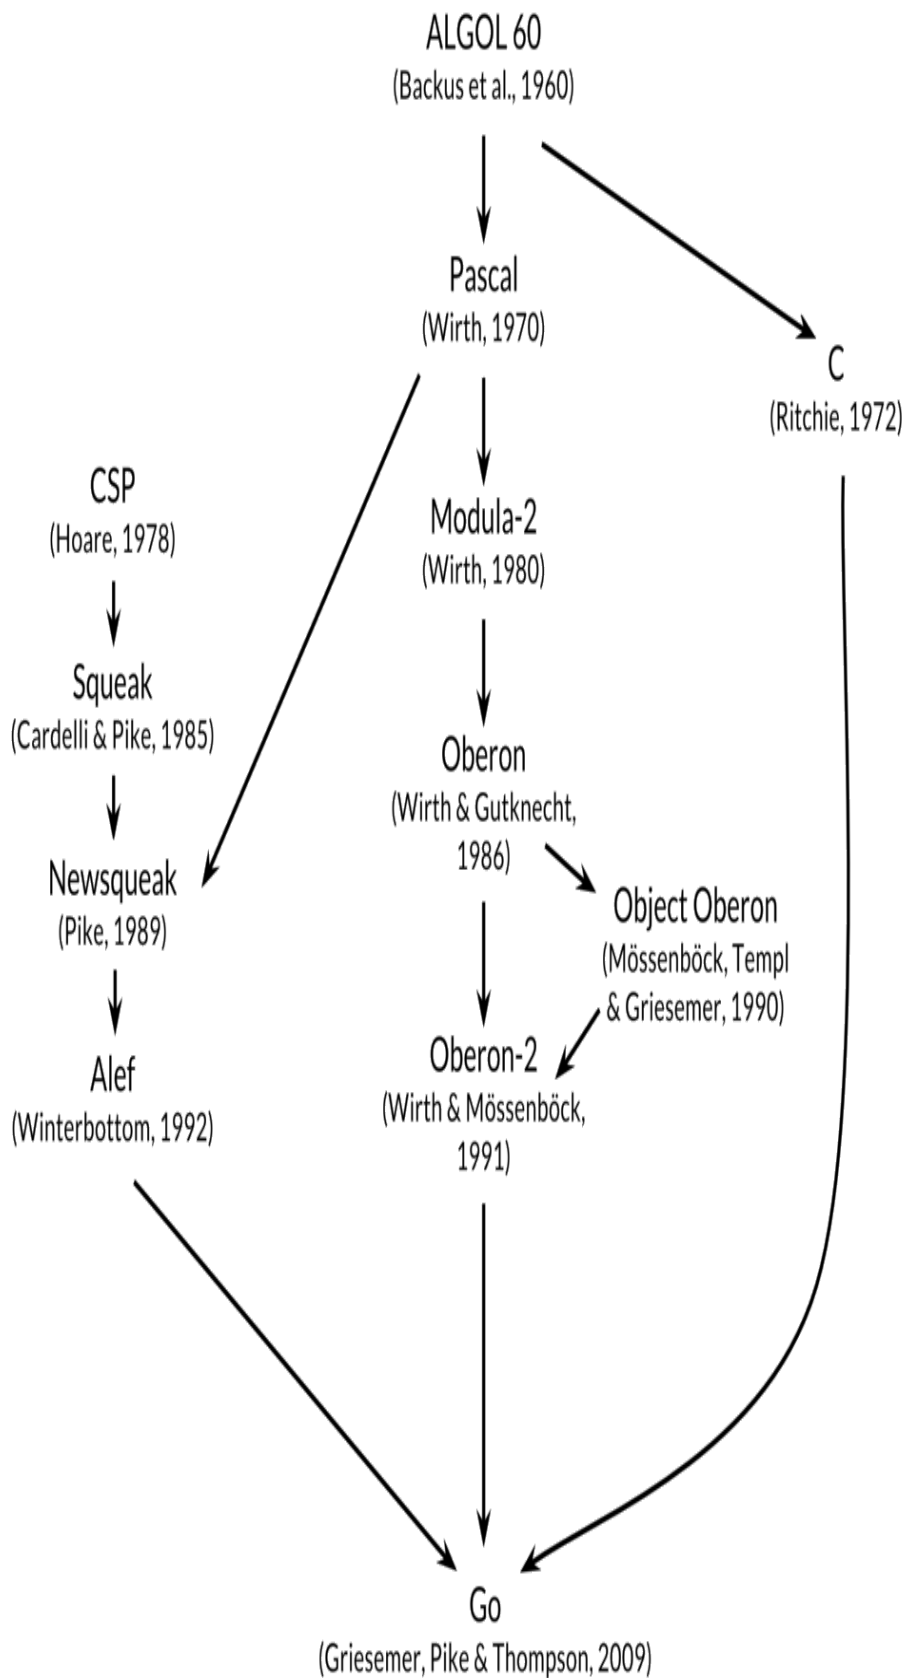 ALGOL 60
(Backus et al., 1960)
Pascal
(Wirth, 1970)
C
(Ritchie, 1972)
CSP
(Hoare, 1978)
Modula-2
(Wirth, 1980)
Squeak
(Cardelli & Pike, 1985)
Oberon
(Wirth & Gutknecht,
1986)
Newsqueak
(Pike, 1989)
Object Oberon
(Mössenböck, Templ
& Griesemer, 1990)
Oberon-2
(Wirth & Mössenböck,
1991)
Alef
(Winterbottom, 1992)
Go
(Griesemer, Pike & Thompson, 2009)